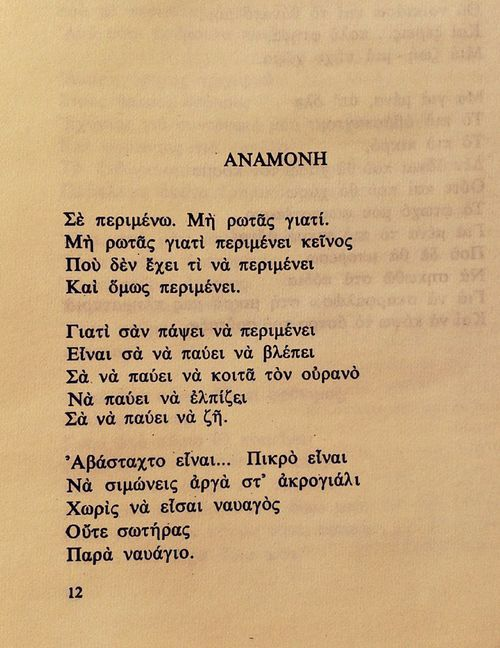 ΑΝΑΜΟΝΗ
Σὲ περιμένω. Μὴ ρωτᾶς γιατί.
Μὴ ρωτᾶς γιατὶ περιμένει κεῖνος
Ποὺ δὲν ἔχει τὶ νὰ περιμένει
Καὶ ὅμως περιμένει.
Γιατὶ σὰν πάψει νὰ περιμένει
Εἶναι σὰ νὰ παύει νὰ βλέπει
Σὰ νὰ παύει νὰ κοιτᾶ τὸν οὐρανὸ
Νὰ παύει νὰ ἐλπίζει
Σὰ νὰ παύει νὰ ζῆ.
Ἀβάσταχτο εἶναι... Πικρὸ εἶναι
Νὰ σιμώνεις ἀργὰ στ' ἀκρογιάλι
Χωρὶς νὰ εἶσαι ναυαγὸς
Οὔτε σωτήρας
Παρὰ ναυάγιο.
12